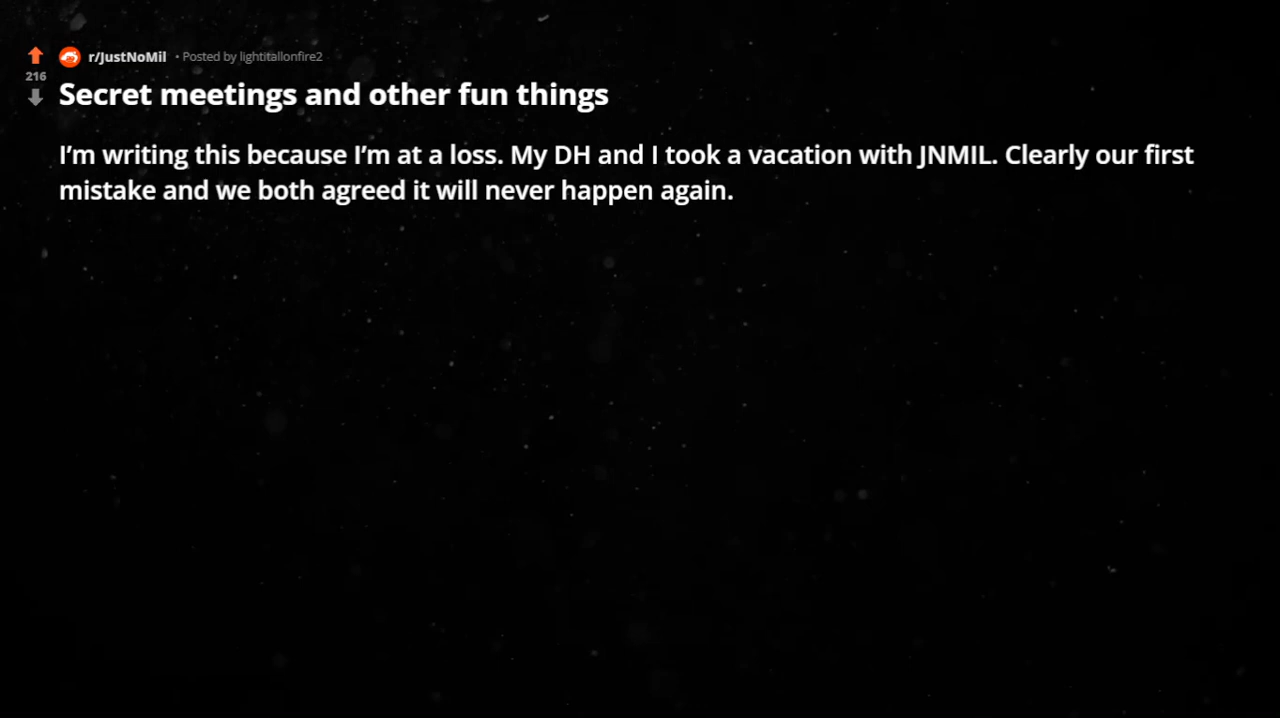 r/JustNoMil • Posted by lightitallonfire2
216
Secret meetings and other fun things
I’m writing this because I’m at a loss. My DH and I took a vacation with JNMIL. Clearly our first
mistake and we both agreed it will never happen again.